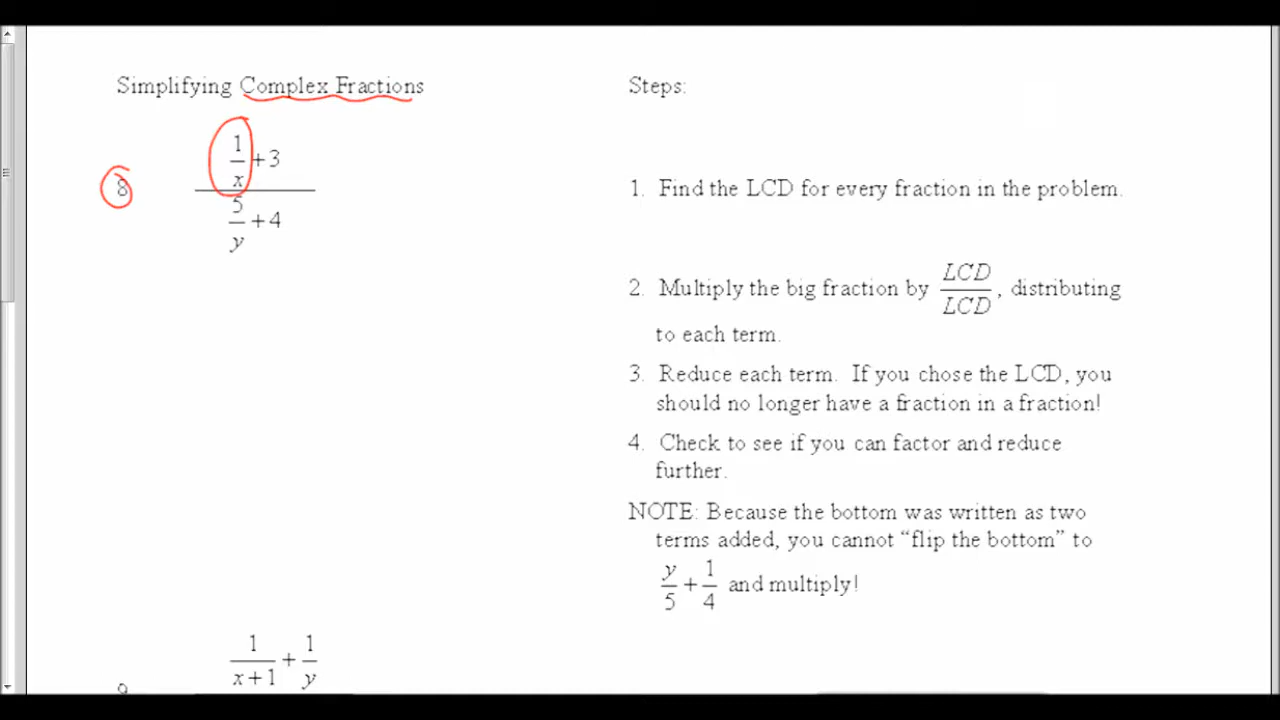 Simplifying Complex Fractions
Steps:
8
1/x + 3
5/y + 4
1. Find the LCD for every fraction in the problem.
2. Multiply the big fraction by LCD/LCD, distributing
to each term.
3. Reduce each term. If you chose the LCD, you
should no longer have a fraction in a fraction!
4. Check to see if you can factor and reduce
further.
NOTE: Because the bottom was written as two
terms added, you cannot “flip the bottom” to
y/5 + 1/4 and multiply!
1/(x+1) + 1/y
9